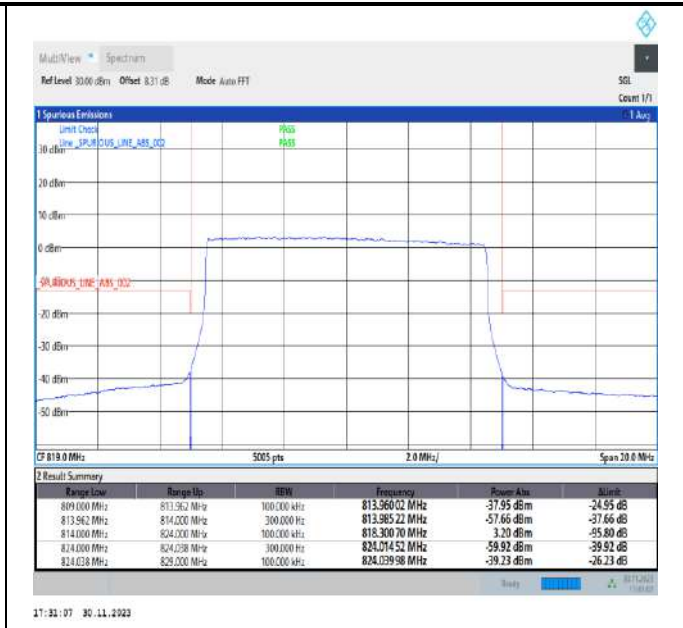 MultiView Spectrum
Ref Level 30.00 dBm Offset 8.31 dB Mode Auto FFT SGL
Count 1/1
1 Spurious Emissions 1 Avg
Limit Check PASS
Line _SPURIOUS_LINE_ABS_002 PASS
30 dBm
20 dBm
10 dBm
0 dBm
_SPURIOUS_LINE_ABS_002
-20 dBm
-30 dBm
-40 dBm
-50 dBm
CF 819.0 MHz 5005 pts 2.0 MHz/ Span 20.0 MHz
2 Result Summary
Range Low Range Up RBW Frequency Power Abs ΔLimit
809.000 MHz 813.962 MHz 100.000 kHz 813.96002 MHz -37.95 dBm -24.95 dB
813.962 MHz 814.000 MHz 300.000 Hz 813.98522 MHz -57.66 dBm -37.66 dB
814.000 MHz 824.000 MHz 100.000 kHz 818.30070 MHz 3.20 dBm -95.80 dB
824.000 MHz 824.038 MHz 300.000 Hz 824.01452 MHz -59.92 dBm -39.92 dB
824.038 MHz 829.000 MHz 100.000 kHz 824.03998 MHz -39.23 dBm -26.23 dB
Ready
17:31:07 30.11.2023